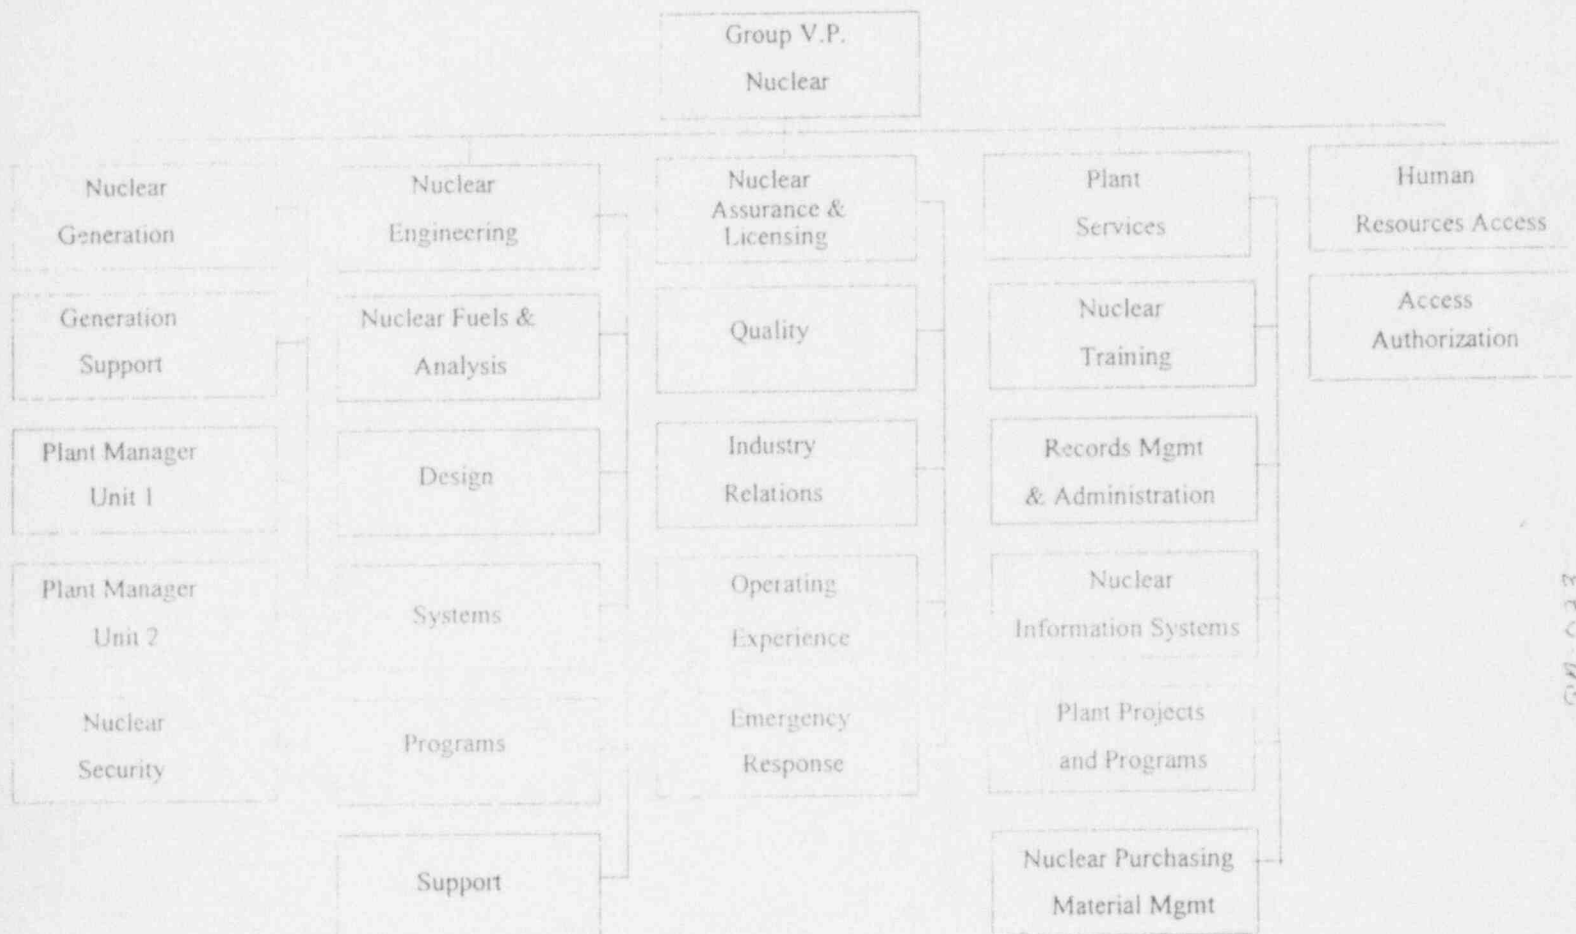 Group V.P.
Nuclear
Nuclear
Generation
Generation
Support
Plant Manager
Unit 1
Plant Manager
Unit 2
Nuclear
Security
Nuclear
Engineering
Nuclear Fuels &
Analysis
Design
Systems
Programs
Support
Nuclear
Assurance &
Licensing
Quality
Industry
Relations
Operating
Experience
Emergency
Response
Plant
Services
Nuclear
Training
Records Mgmt
& Administration
Nuclear
Information Systems
Plant Projects
and Programs
Nuclear Purchasing
Material Mgmt
Human
Resources Access
Access
Authorization